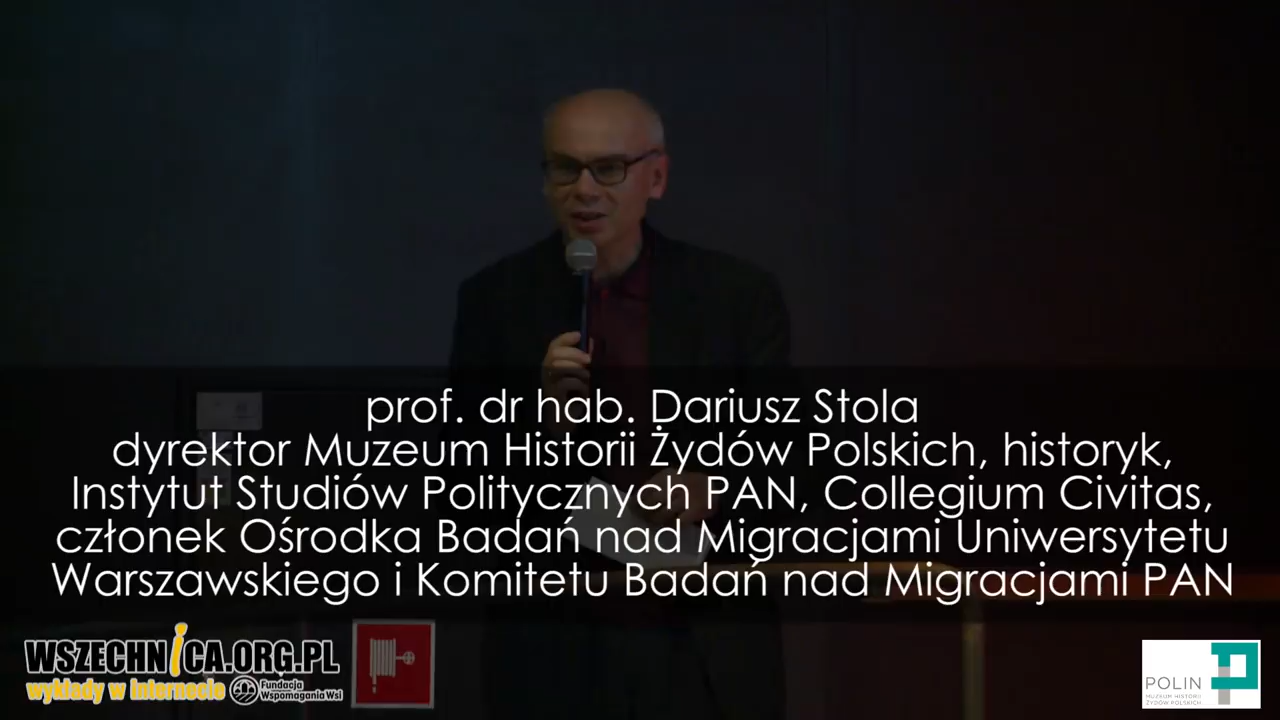 prof. dr hab. Dariusz Stola
dyrektor Muzeum Historii Żydów Polskich, historyk,
Instytut Studiów Politycznych PAN, Collegium Civitas,
członek Ośrodka Badań nad Migracjami Uniwersytetu
Warszawskiego i Komitetu Badań nad Migracjami PAN
WSZECHNICA.ORG.PL
wykłady w internecie
Fundacja
Wspomagania Wsi
POLIN
MUZEUM HISTORII
ŻYDÓW POLSKICH